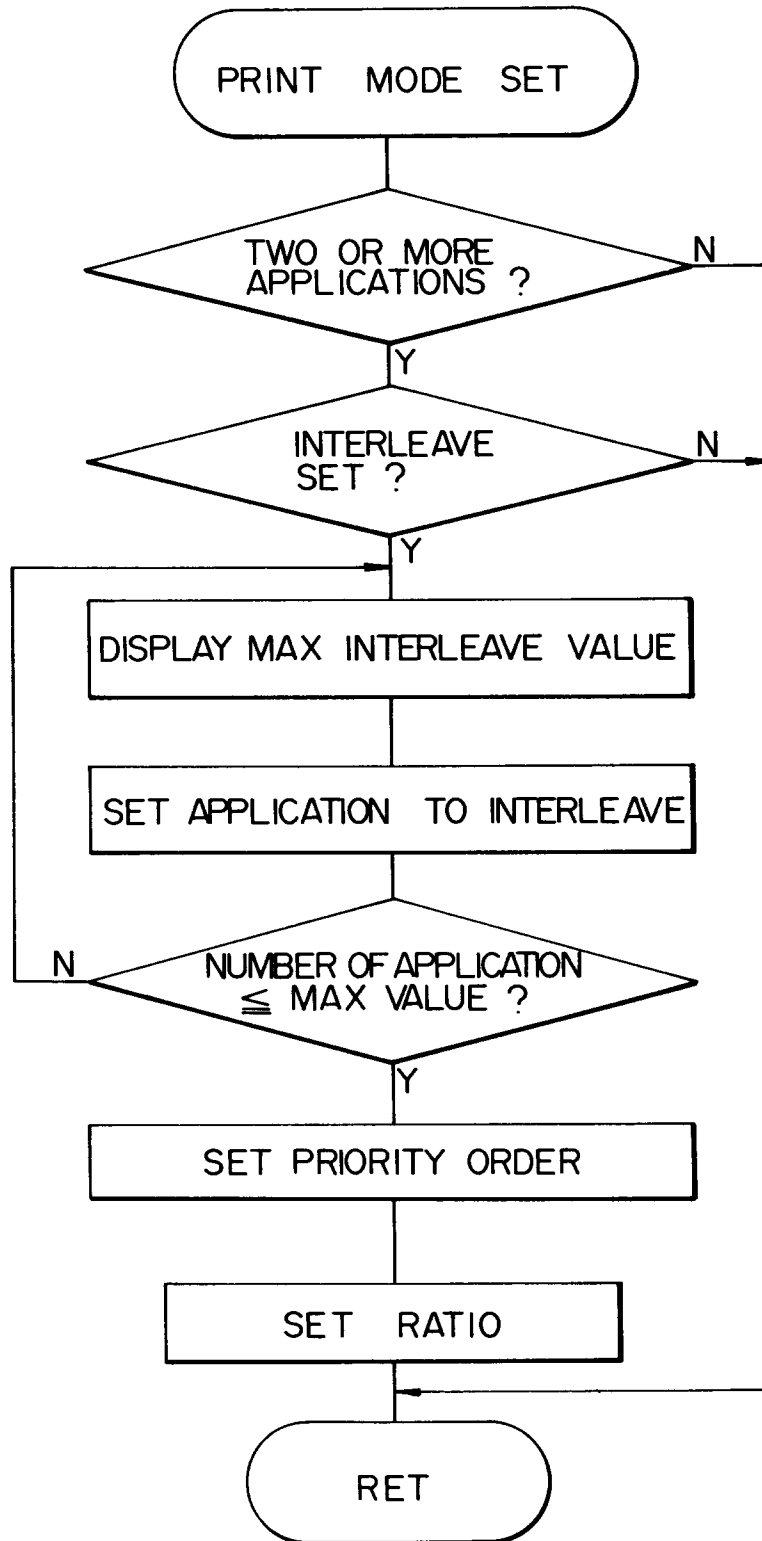 PRINT MODE SET
TWO OR MORE
APPLICATIONS ?
N
Y
INTERLEAVE
SET ?
N
Y
DISPLAY MAX INTERLEAVE VALUE
SET APPLICATION TO INTERLEAVE
N
NUMBER OF APPLICATION
≦ MAX VALUE ?
Y
SET PRIORITY ORDER
SET RATIO
RET